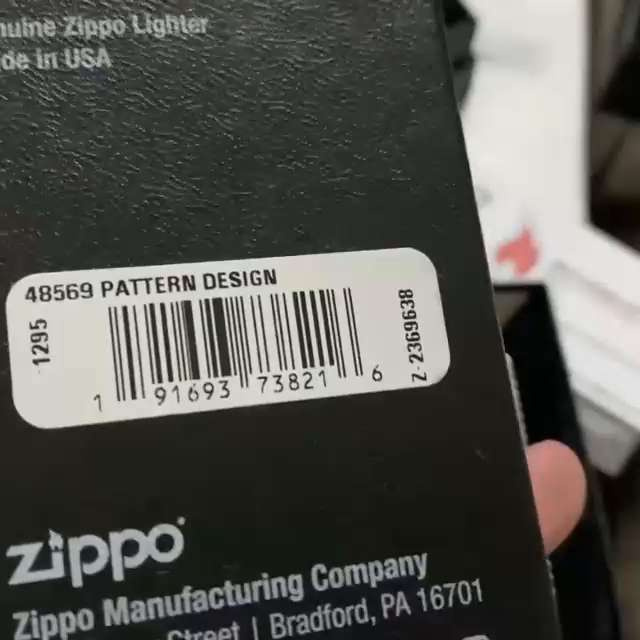 Zippo Lighter
in USA
48569 PATTERN DESIGN
1295
Z-2369638
1 91693 73821 6
zippo
Zippo Manufacturing Company
Street | Bradford, PA 16701